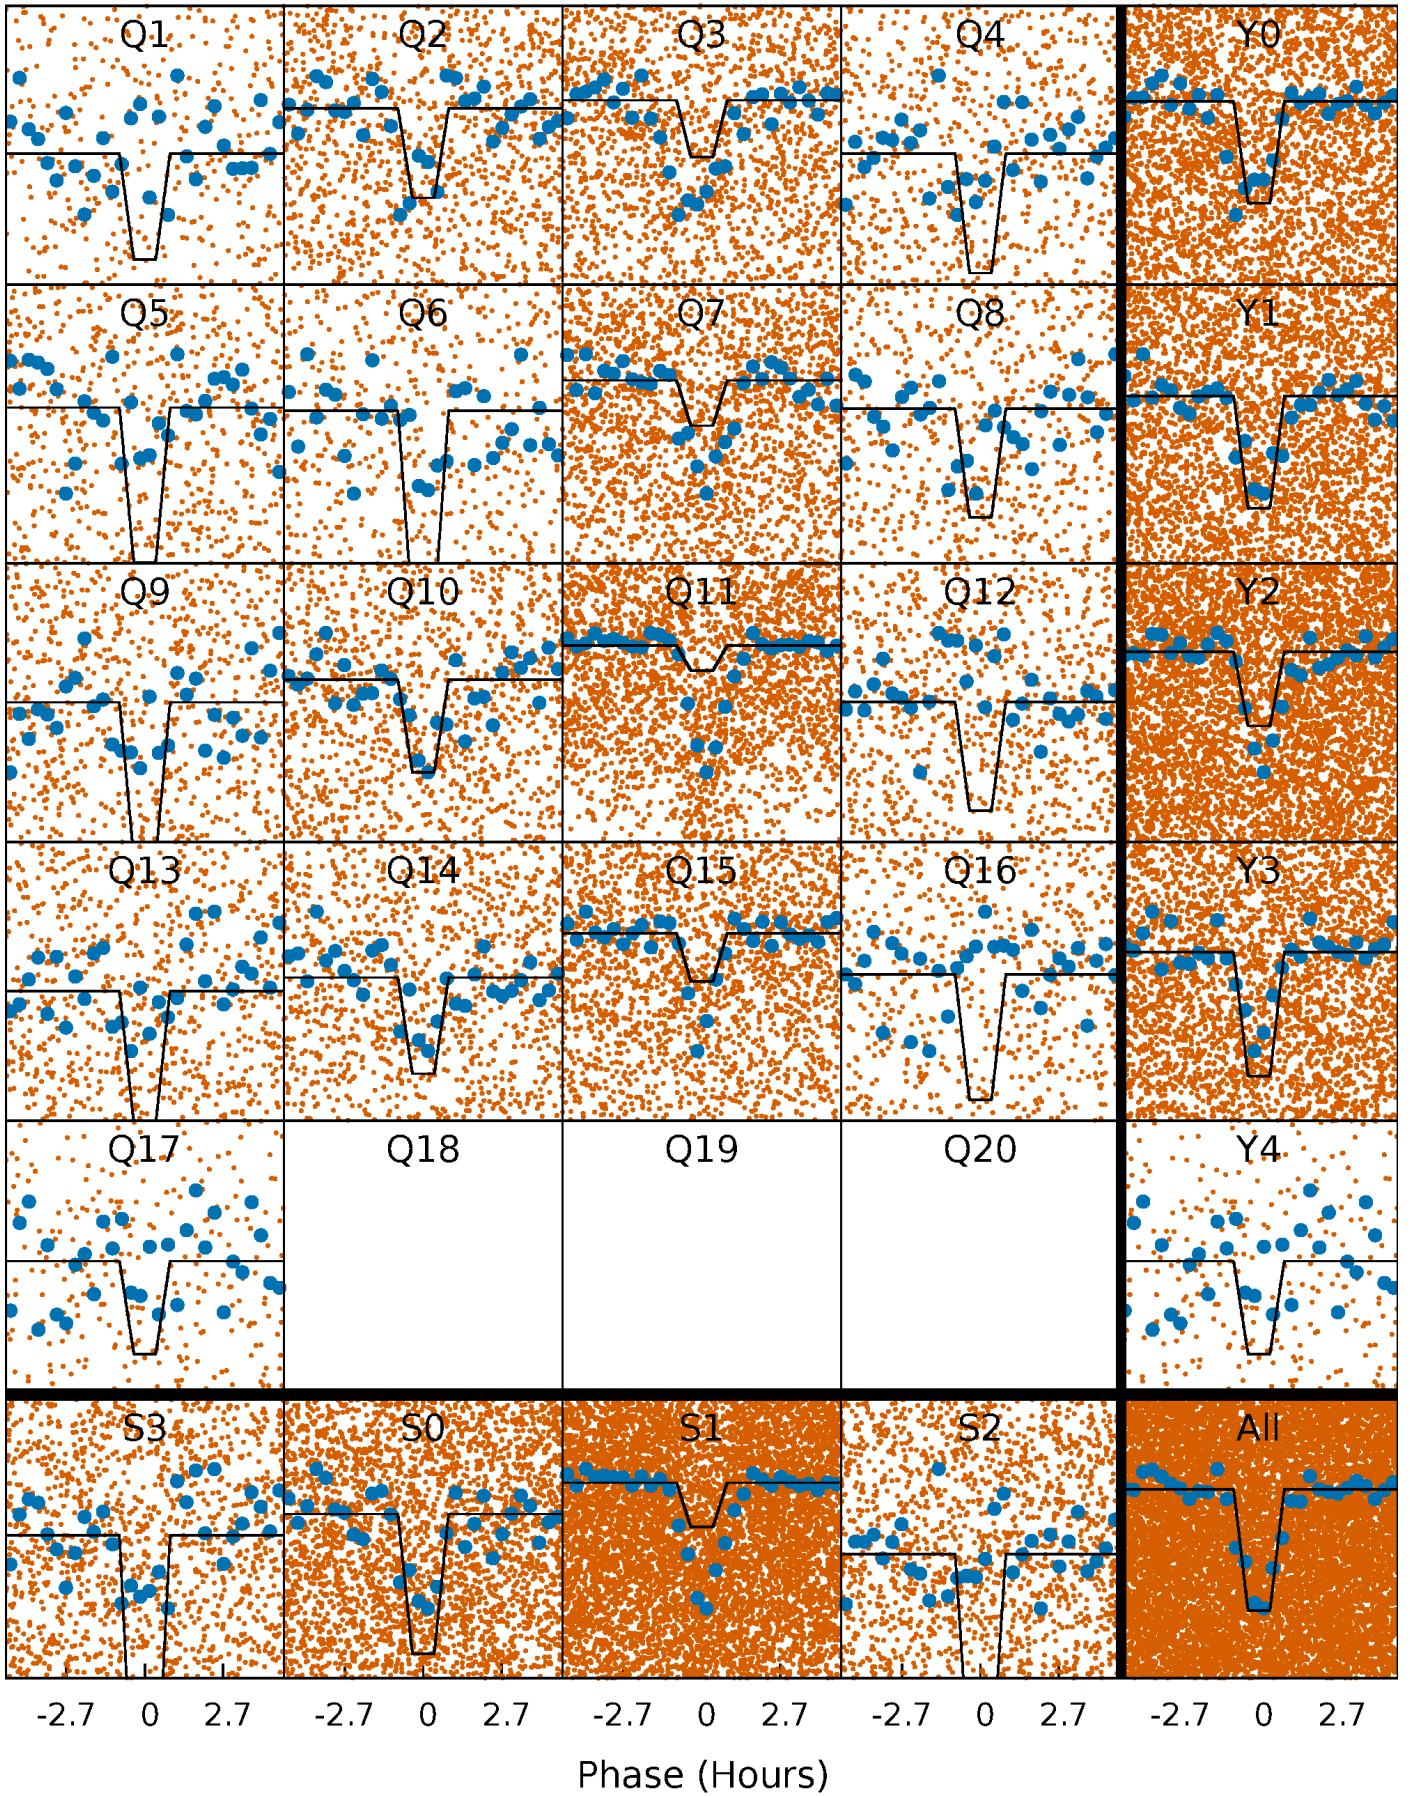 Q1 Q2 Q3 Q4 Y0
Q5 Q6 Q7 Q8 Y1
Q9 Q10 Q11 Q12 Y2
Q13 Q14 Q15 Q16 Y3
Q17 Q18 Q19 Q20 Y4
S3 S0 S1 S2 All
-2.7 0 2.7 -2.7 0 2.7 -2.7 0 2.7 -2.7 0 2.7 -2.7 0 2.7
Phase (Hours)